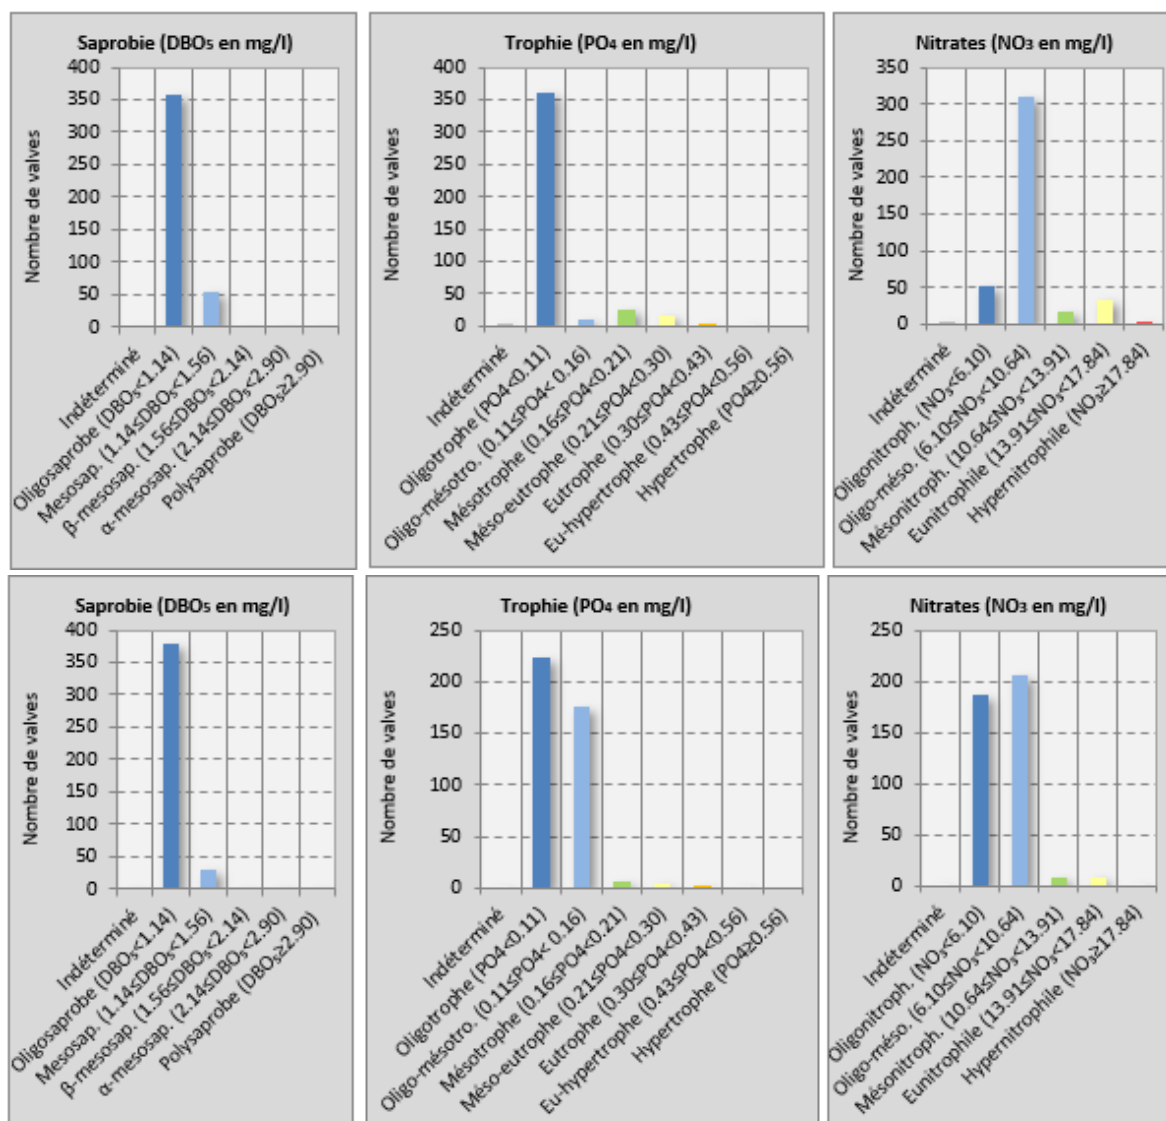 Saprobie (DBO5 en mg/l)
Nombre de valves
400
350
300
250
200
150
100
50
0
Indéterminé
Oligosaprobe (DBO₅<1.14)
Mesosap. (1.14≤DBO₅<1.56)
β-mesosap. (1.56≤DBO₅<2.14)
α-mesosap. (2.14≤DBO₅<2.90)
Polysaprobe (DBO₅≥2.90)
Trophie (PO4 en mg/l)
Nombre de valves
400
350
300
250
200
150
100
50
0
Indéterminé
Oligotrophe (PO4<0.11)
Oligo-mésotro. (0.11≤PO4< 0.16)
Mésotrophe (0.16≤PO4<0.21)
Méso-eutrophe (0.21≤PO4<0.30)
Eutrophe (0.30≤PO4<0.43)
Eu-hypertrophe (0.43≤PO4<0.56)
Hypertrophe (PO4≥0.56)
Nitrates (NO3 en mg/l)
Nombre de valves
350
300
250
200
150
100
50
0
Indéterminé
Oligonitroph. (NO₃<6.10)
Oligo-méso. (6.10≤NO₃<10.64)
Mésonitroph. (10.64≤NO₃<13.91)
Eunitrophile (13.91≤NO₃<17.84)
Hypernitrophile (NO₃≥17.84)
Saprobie (DBO5 en mg/l)
Nombre de valves
400
350
300
250
200
150
100
50
0
Indéterminé
Oligosaprobe (DBO₅<1.14)
Mesosap. (1.14≤DBO₅<1.56)
β-mesosap. (1.56≤DBO₅<2.14)
α-mesosap. (2.14≤DBO₅<2.90)
Polysaprobe (DBO₅≥2.90)
Trophie (PO4 en mg/l)
Nombre de valves
250
200
150
100
50
0
Indéterminé
Oligotrophe (PO4<0.11)
Oligo-mésotro. (0.11≤PO4< 0.16)
Mésotrophe (0.16≤PO4<0.21)
Méso-eutrophe (0.21≤PO4<0.30)
Eutrophe (0.30≤PO4<0.43)
Eu-hypertrophe (0.43≤PO4<0.56)
Hypertrophe (PO4≥0.56)
Nitrates (NO3 en mg/l)
Nombre de valves
250
200
150
100
50
0
Indéterminé
Oligonitroph. (NO₃<6.10)
Oligo-méso. (6.10≤NO₃<10.64)
Mésonitroph. (10.64≤NO₃<13.91)
Eunitrophile (13.91≤NO₃<17.84)
Hypernitrophile (NO₃≥17.84)